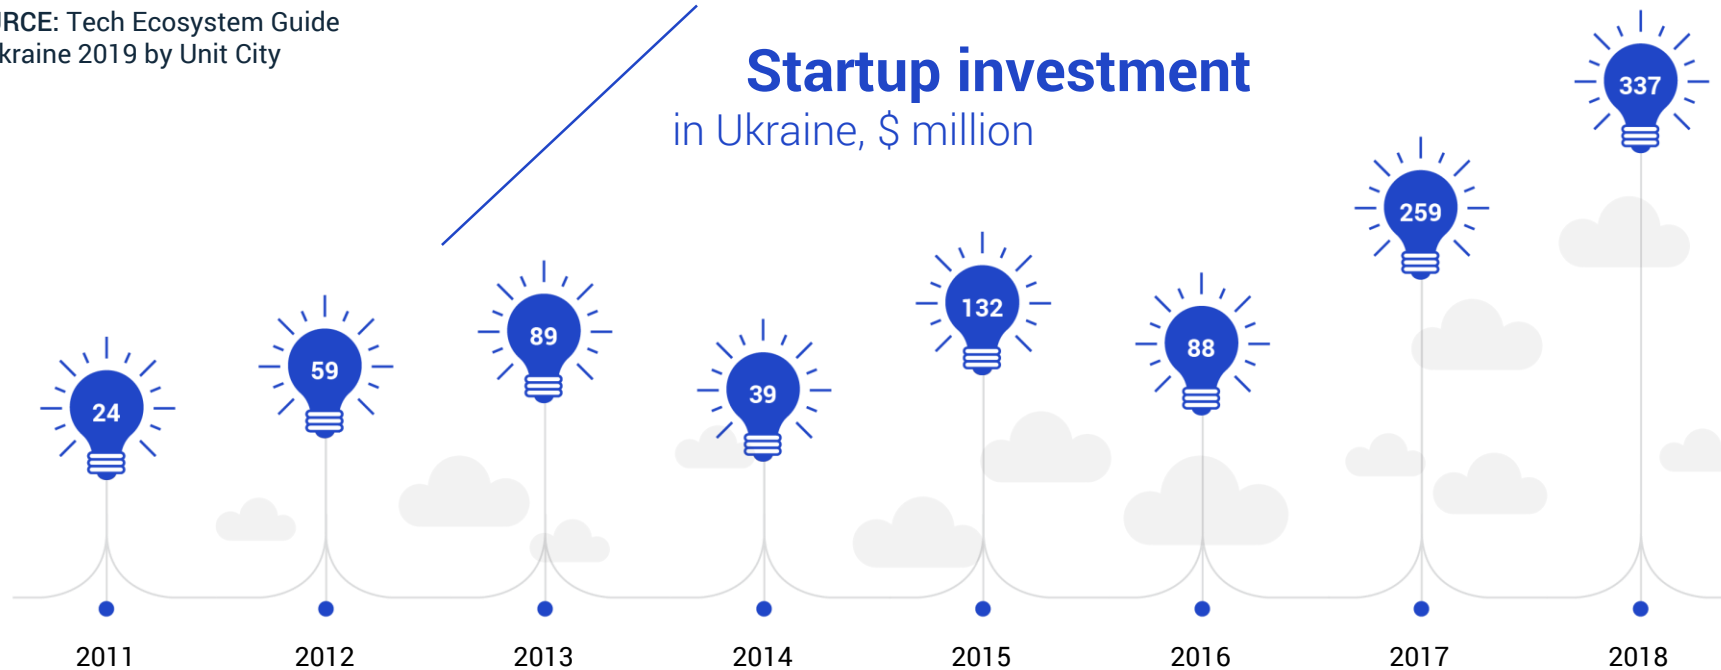 URCE: Tech Ecosystem Guide
kraine 2019 by Unit City
Startup investment
in Ukraine, $ million
337
259
132
89
88
59
39
24
2011 2012 2013 2014 2015 2016 2017 2018